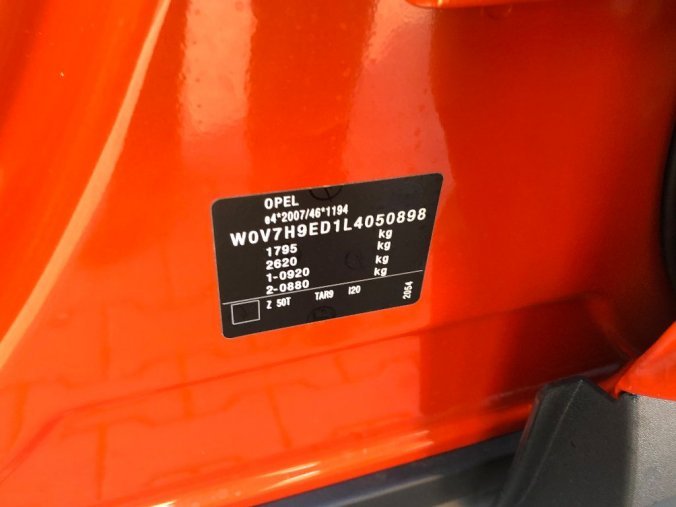 OPEL
e4*2007/46*1194
W0V7H9ED1L4050898
1795 kg
2620 kg
1-0920 kg
2-0880 kg
Z 50T TAR9 I20 2054